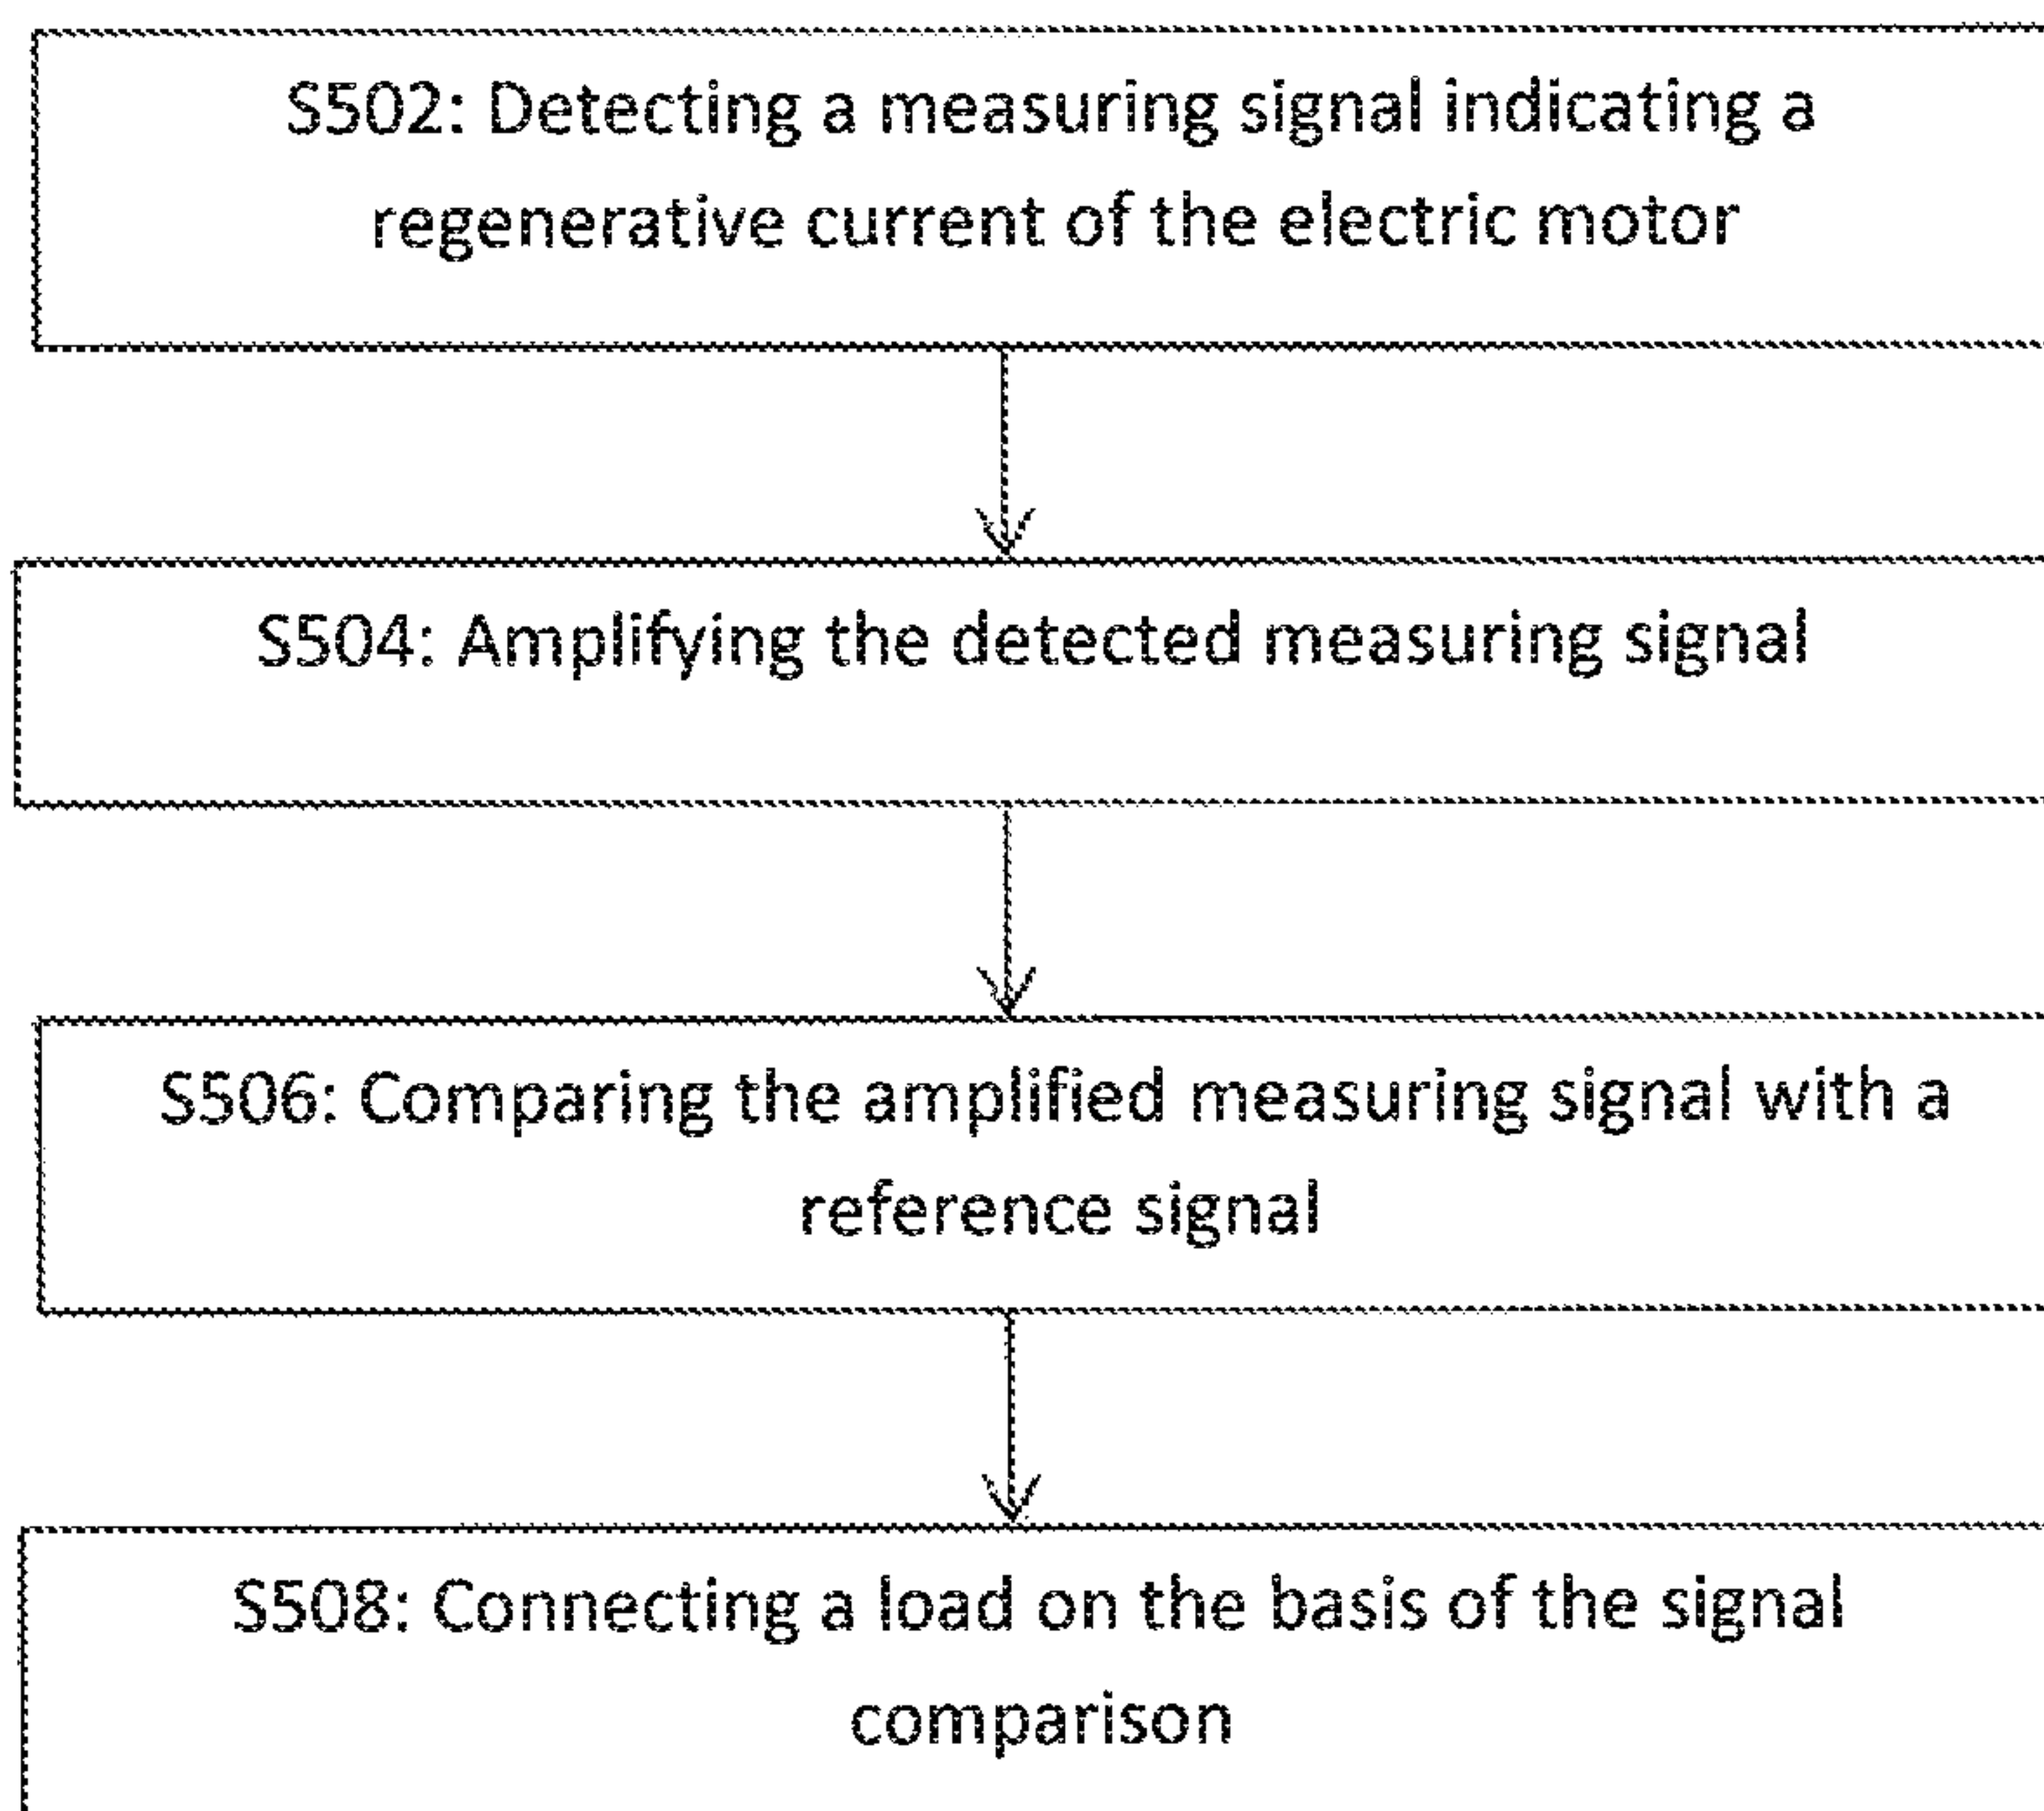 S502: Detecting a measuring signal indicating a
regenerative current of the electric motor
S504: Amplifying the detected measuring signal
S506: Comparing the amplified measuring signal with a
reference signal
S508: Connecting a load on the basis of the signal
comparison